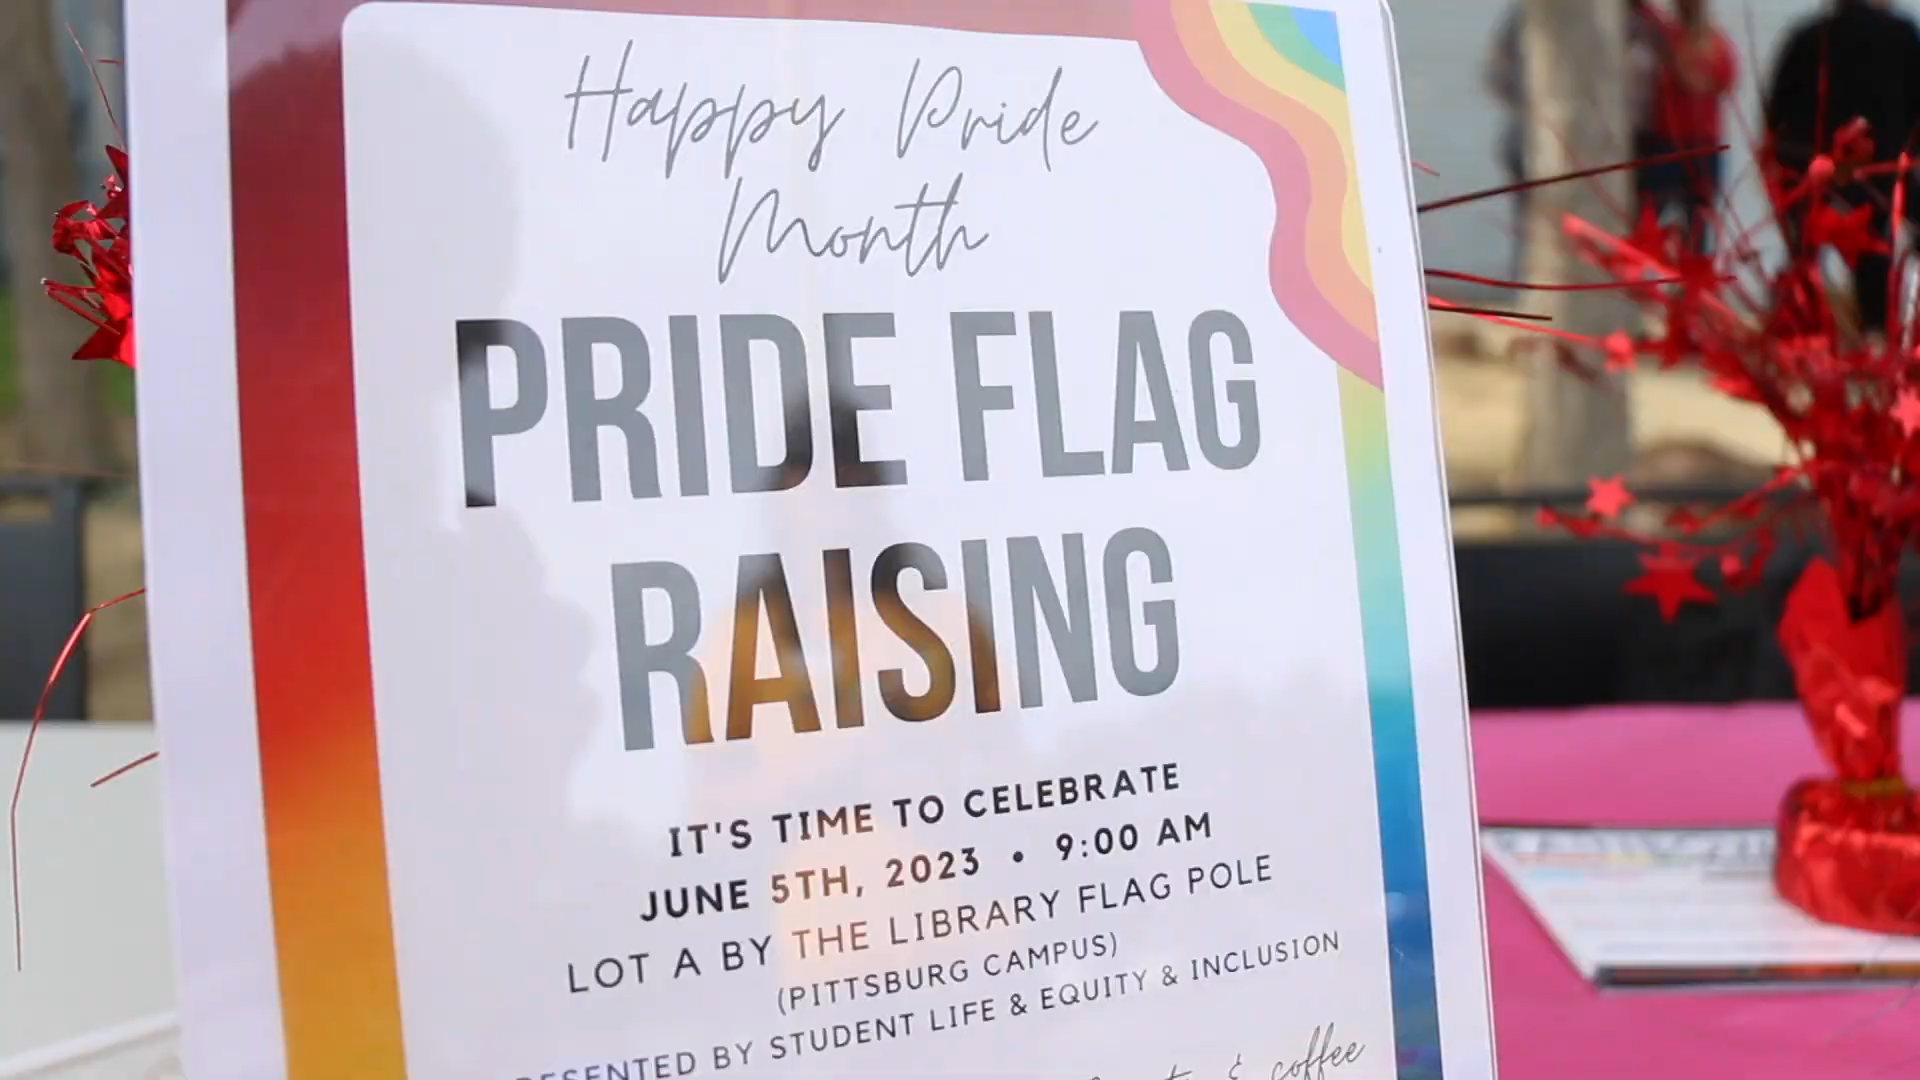 Happy Pride
Month
PRIDE FLAG
RAISING
IT'S TIME TO CELEBRATE
JUNE 5TH, 2023 • 9:00 AM
LOT A BY THE LIBRARY FLAG POLE
(PITTSBURG CAMPUS)
BY STUDENT LIFE & EQUITY & INCLUSION
& coffee